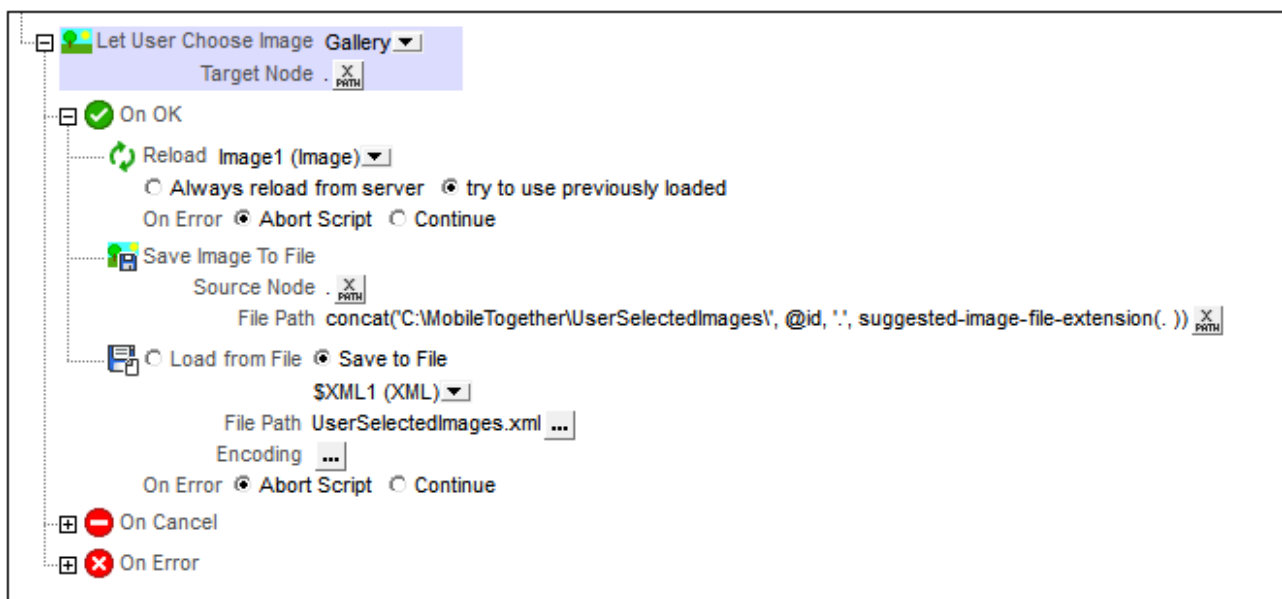 Let User Choose Image Gallery
Target Node . X PATH
On OK
Reload Image1 (Image)
Always reload from server try to use previously loaded
On Error Abort Script Continue
Save Image To File
Source Node . X PATH
File Path concat('C:\MobileTogether\UserSelectedImages\', @id, '.', suggested-image-file-extension(. )) X PATH
Load from File Save to File
$XML1 (XML)
File Path UserSelectedImages.xml ...
Encoding ...
On Error Abort Script Continue
On Cancel
On Error